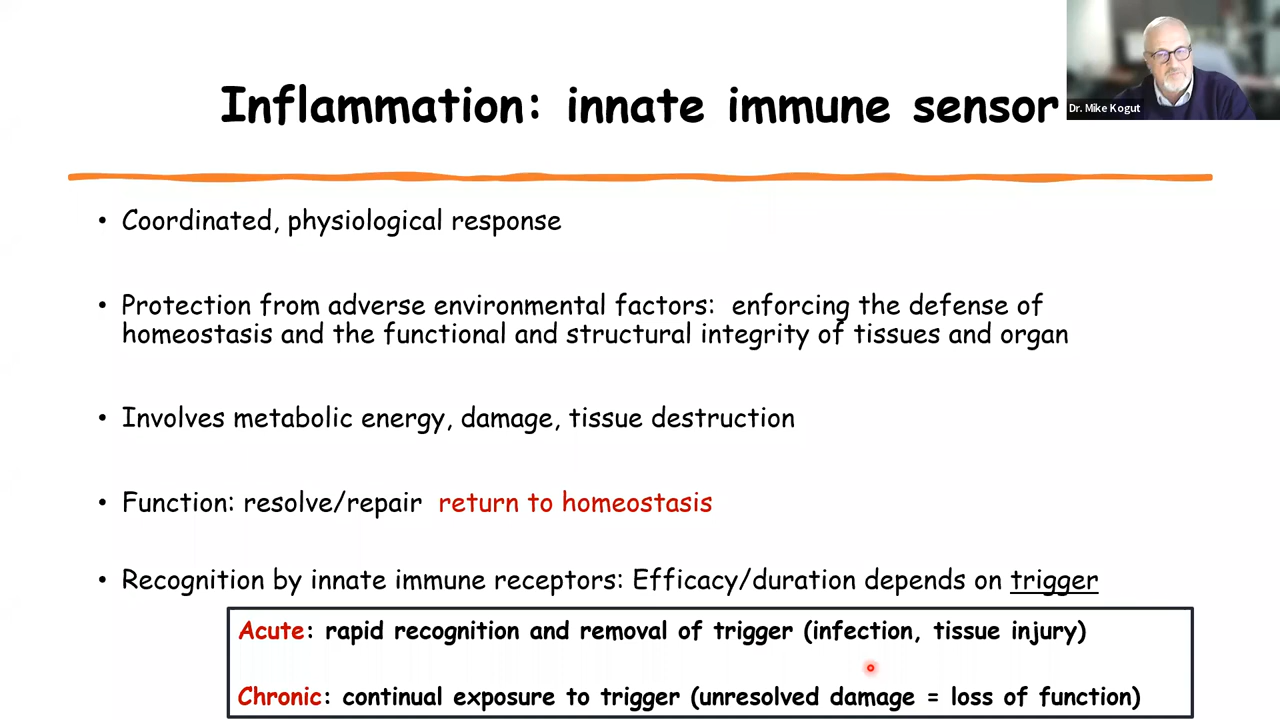 Inflammation: innate immune sensor
Dr. Mike Kogut
• Coordinated, physiological response
• Protection from adverse environmental factors:  enforcing the defense of
homeostasis and the functional and structural integrity of tissues and organ
• Involves metabolic energy, damage, tissue destruction
• Function: resolve/repair  return to homeostasis
• Recognition by innate immune receptors: Efficacy/duration depends on trigger
Acute: rapid recognition and removal of trigger (infection, tissue injury)
Chronic: continual exposure to trigger (unresolved damage = loss of function)